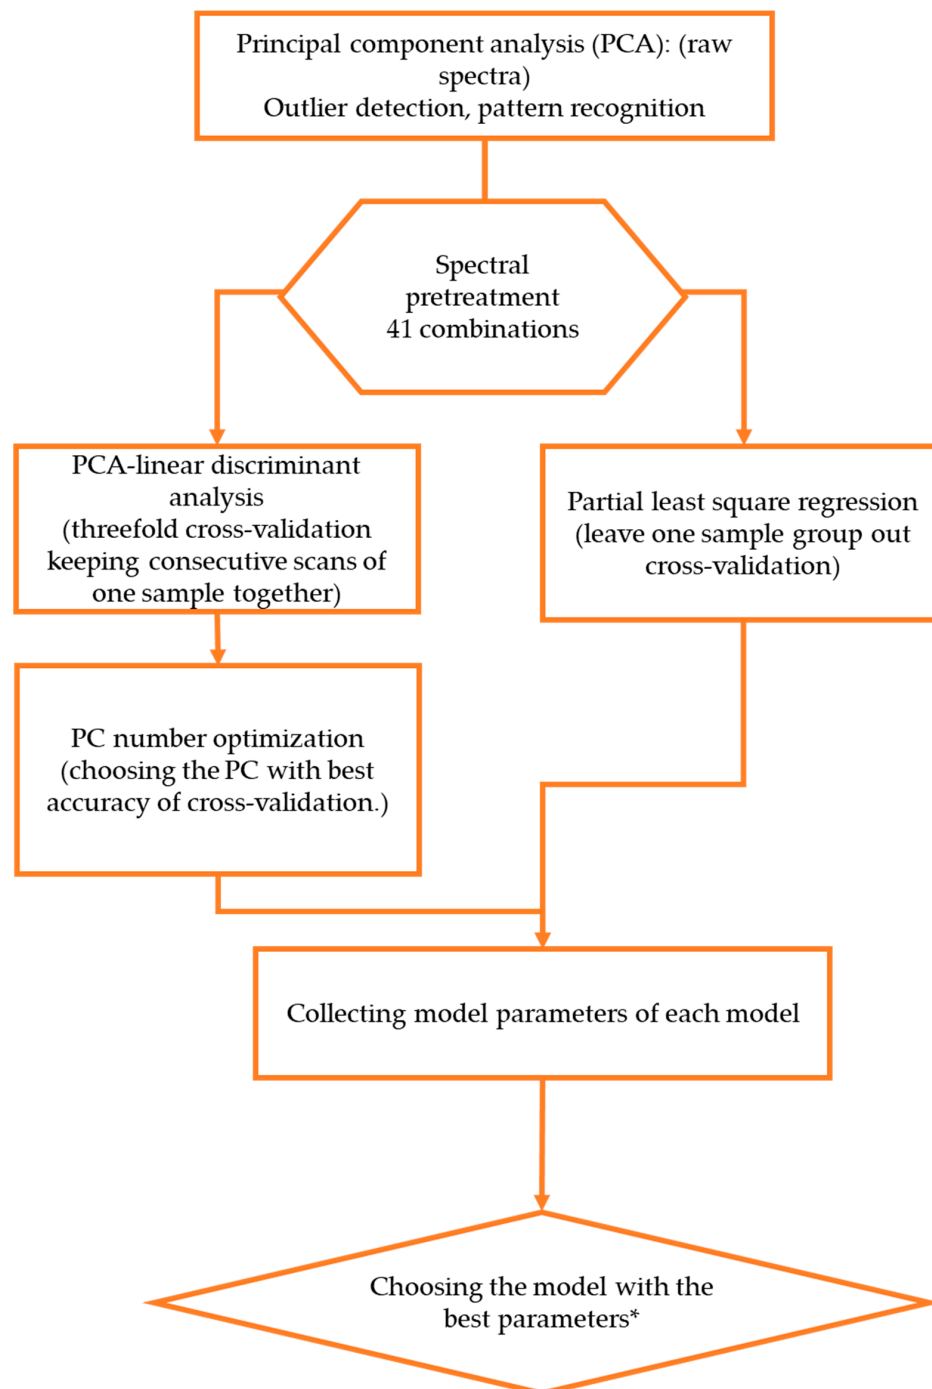 Principal component analysis (PCA): (raw
spectra)
Outlier detection, pattern recognition
Spectral
pretreatment
41 combinations
PCA-linear discriminant
analysis
(threefold cross-validation
keeping consecutive scans of
one sample together)
Partial least square regression
(leave one sample group out
cross-validation)
PC number optimization
(choosing the PC with best
accuracy of cross-validation.)
Collecting model parameters of each model
Choosing the model with the
best parameters*